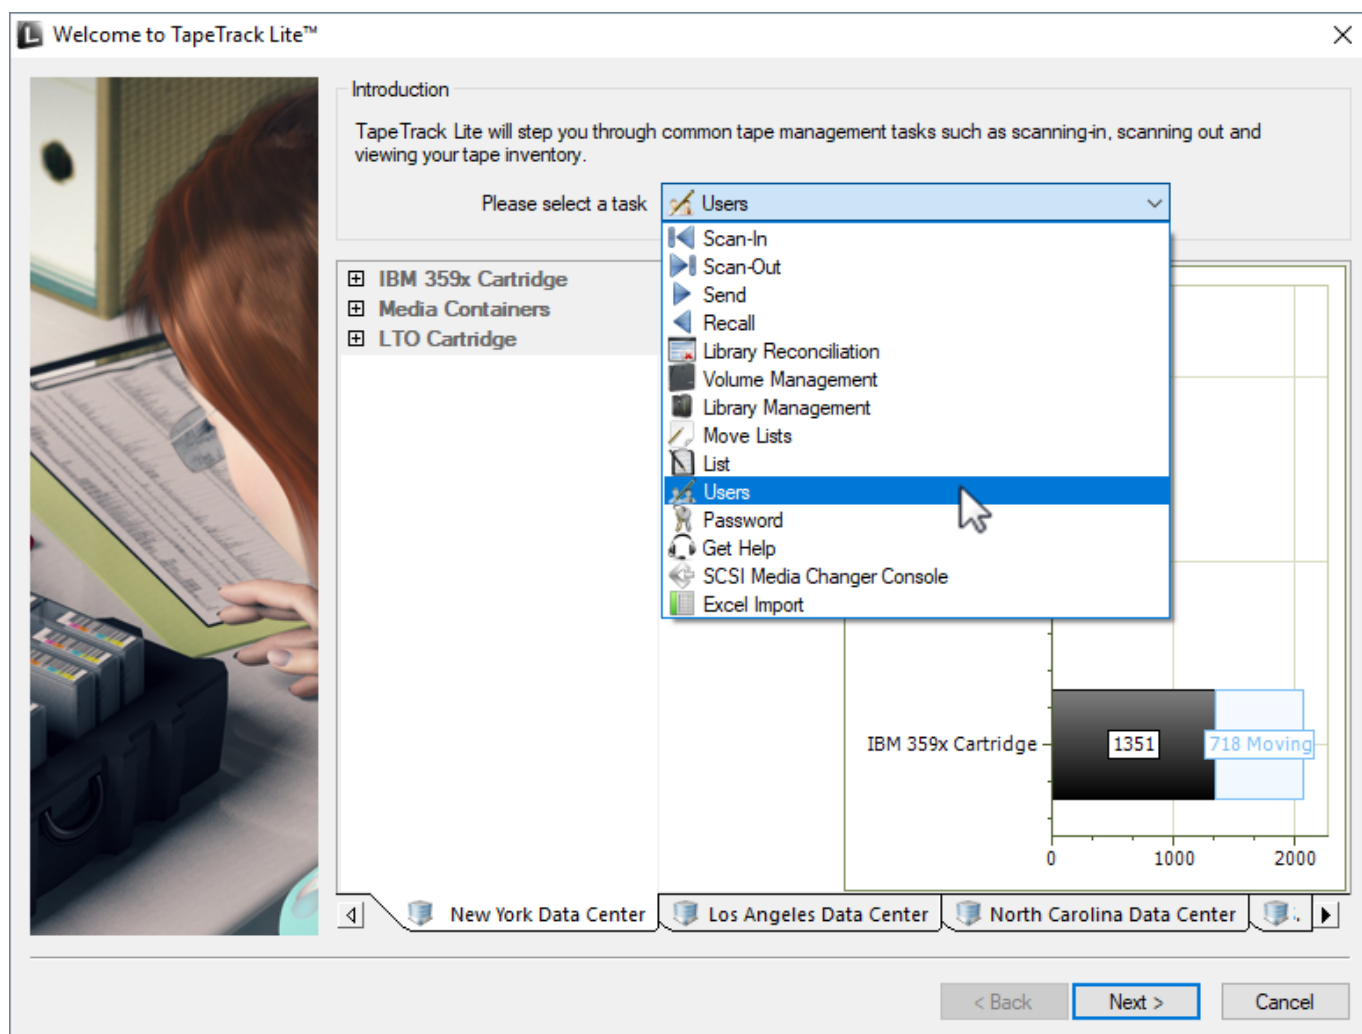 Welcome to TapeTrack Lite™
Introduction
TapeTrack Lite will step you through common tape management tasks such as scanning-in, scanning out and
viewing your tape inventory.
Please select a task
Users
Scan-In
Scan-Out
Send
Recall
Library Reconciliation
Volume Management
Library Management
Move Lists
List
Users
Password
Get Help
SCSI Media Changer Console
Excel Import
IBM 359x Cartridge
Media Containers
LTO Cartridge
IBM 359x Cartridge
1351
718 Moving
0 1000 2000
New York Data Center
Los Angeles Data Center
North Carolina Data Center
< Back
Next >
Cancel